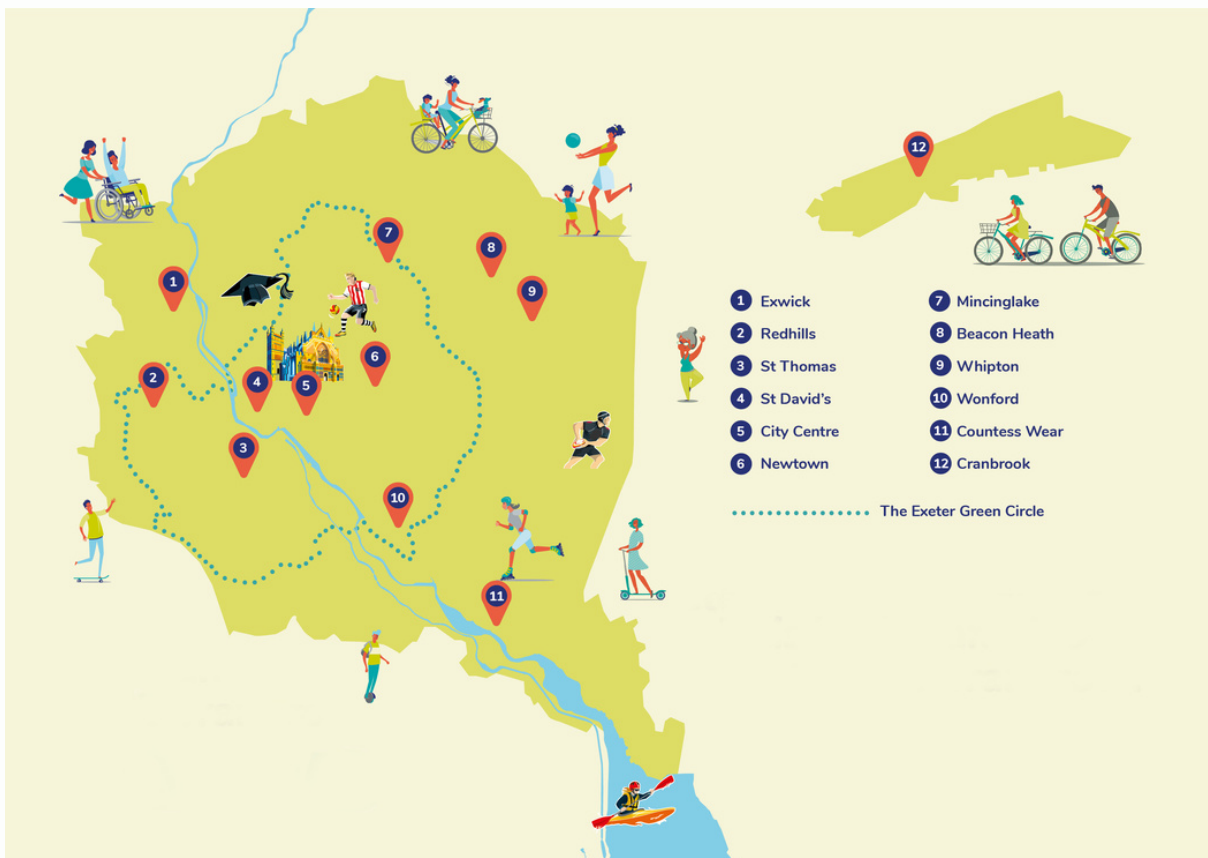 12
7
8
1
9
6
2
4
5
3
10
11
1 Exwick
2 Redhills
3 St Thomas
4 St David's
5 City Centre
6 Newtown
7 Mincinglake
8 Beacon Heath
9 Whipton
10 Wonford
11 Countess Wear
12 Cranbrook
The Exeter Green Circle